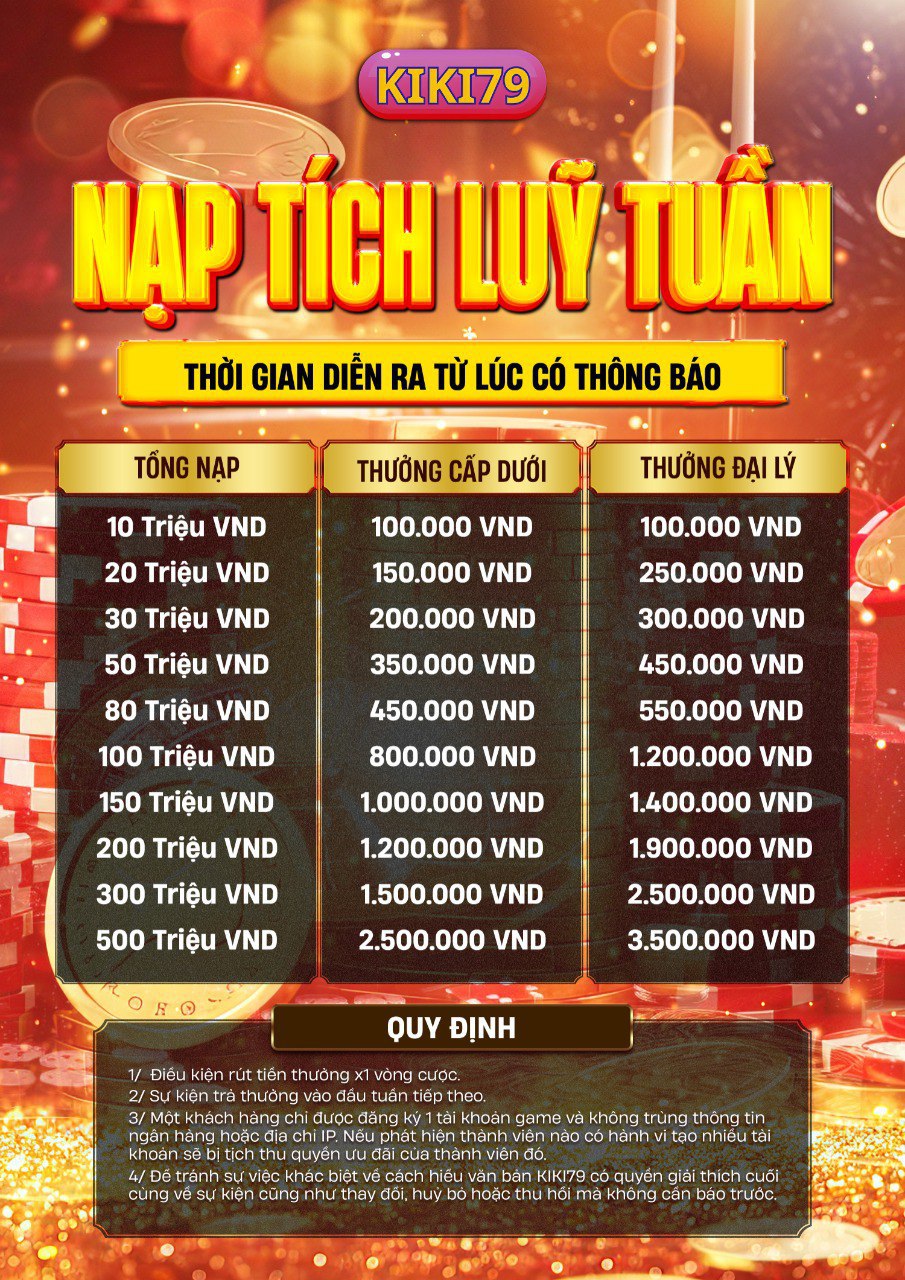 KIKI79
NẠP TÍCH LUỸ TUẦN
THỜI GIAN DIỄN RA TỪ LÚC CÓ THÔNG BÁO
TỔNG NẠP THƯỞNG CẤP DƯỚI THƯỞNG ĐẠI LÝ
10 Triệu VND 100.000 VND 100.000 VND
20 Triệu VND 150.000 VND 250.000 VND
30 Triệu VND 200.000 VND 300.000 VND
50 Triệu VND 350.000 VND 450.000 VND
80 Triệu VND 450.000 VND 550.000 VND
100 Triệu VND 800.000 VND 1.200.000 VND
150 Triệu VND 1.000.000 VND 1.400.000 VND
200 Triệu VND 1.200.000 VND 1.900.000 VND
300 Triệu VND 1.500.000 VND 2.500.000 VND
500 Triệu VND 2.500.000 VND 3.500.000 VND
QUY ĐỊNH
1/ Điều kiện rút tiền thưởng x1 vòng cược.
2/ Sự kiện trả thưởng vào đầu tuần tiếp theo.
3/ Một khách hàng chỉ được đăng ký 1 tài khoản game và không trùng thông tin
ngân hàng hoặc địa chỉ IP. Nếu phát hiện thành viên nào có hành vi tạo nhiều tài
khoản sẽ bị tịch thu quyền ưu đãi của thành viên đó.
4/ Để tránh sự việc khác biệt về cách hiểu văn bản KIKI79 có quyền giải thích cuối
cùng về sự kiện cũng như thay đổi, huỷ bỏ hoặc thu hồi mà không cần báo trước.